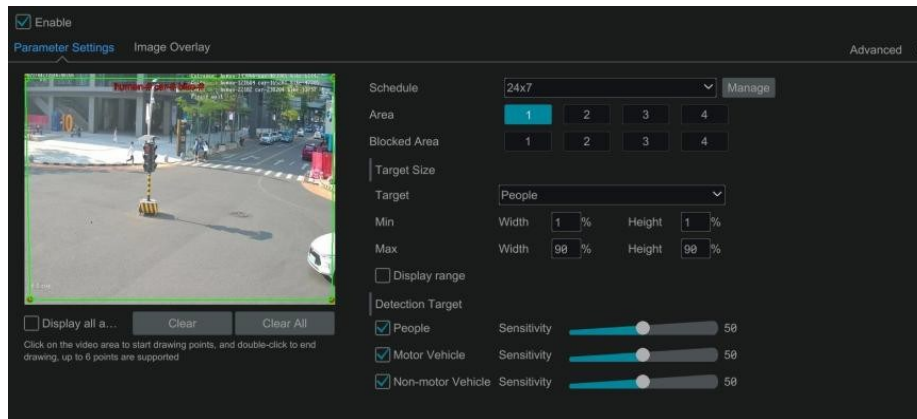 Enable
Parameter Settings Image Overlay
Advanced
Schedule 24x7 Manage
Area 1 2 3 4
Blocked Area 1 2 3 4
Target Size
Target People
Min Width 1 % Height 1 %
Max Width 90 % Height 90 %
Display range
Detection Target
People Sensitivity 50
Motor Vehicle Sensitivity 50
Non-motor Vehicle Sensitivity 50
Display all a... Clear Clear All
Click on the video area to start drawing points, and double-click to end
drawing, up to 6 points are supported